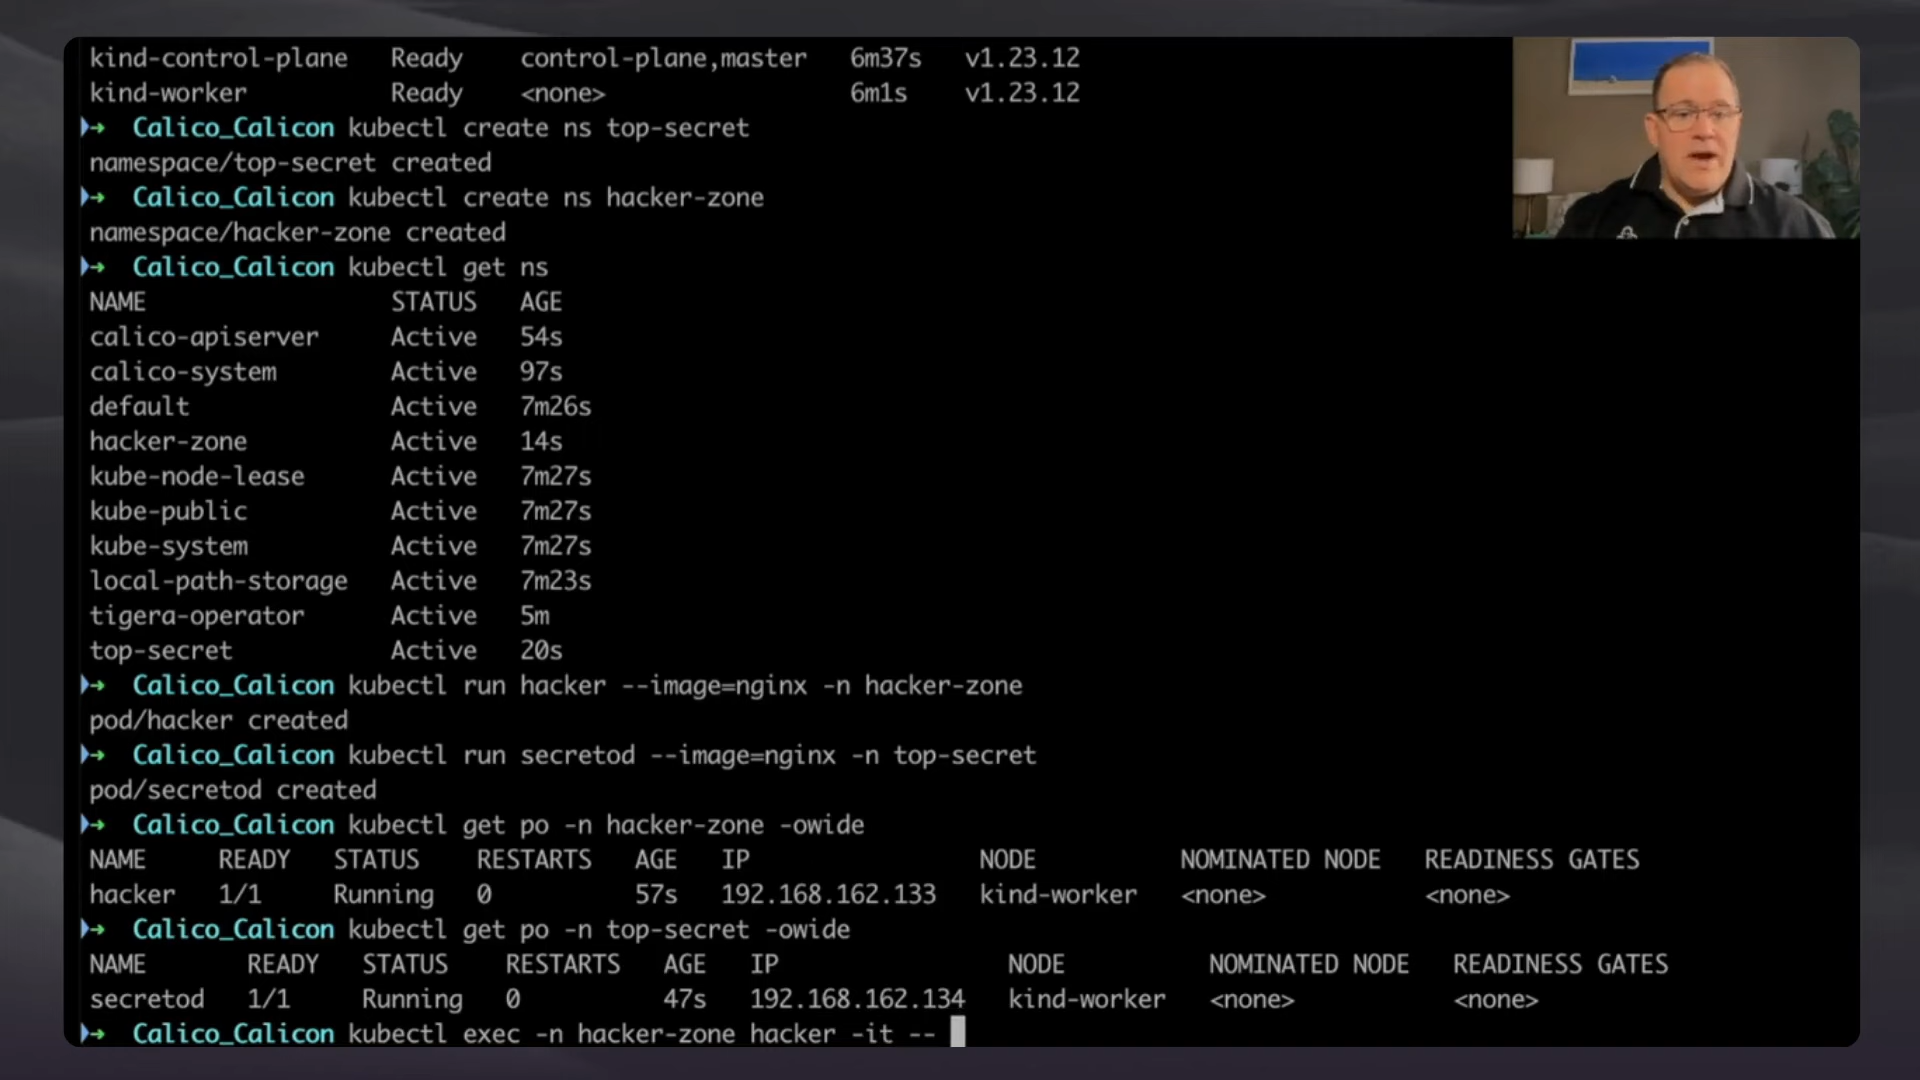 kind-control-plane Ready control-plane,master 6m37s v1.23.12
kind-worker Ready <none> 6m1s v1.23.12
→ Calico_Calicon kubectl create ns top-secret
namespace/top-secret created
→ Calico_Calicon kubectl create ns hacker-zone
namespace/hacker-zone created
→ Calico_Calicon kubectl get ns
NAME STATUS AGE
calico-apiserver Active 54s
calico-system Active 97s
default Active 7m26s
hacker-zone Active 14s
kube-node-lease Active 7m27s
kube-public Active 7m27s
kube-system Active 7m27s
local-path-storage Active 7m23s
tigera-operator Active 5m
top-secret Active 20s
→ Calico_Calicon kubectl run hacker --image=nginx -n hacker-zone
pod/hacker created
→ Calico_Calicon kubectl run secretod --image=nginx -n top-secret
pod/secretod created
→ Calico_Calicon kubectl get po -n hacker-zone -owide
NAME READY STATUS RESTARTS AGE IP NODE NOMINATED NODE READINESS GATES
hacker 1/1 Running 0 57s 192.168.162.133 kind-worker <none> <none>
→ Calico_Calicon kubectl get po -n top-secret -owide
NAME READY STATUS RESTARTS AGE IP NODE NOMINATED NODE READINESS GATES
secretod 1/1 Running 0 47s 192.168.162.134 kind-worker <none> <none>
→ Calico_Calicon kubectl exec -n hacker-zone hacker -it --